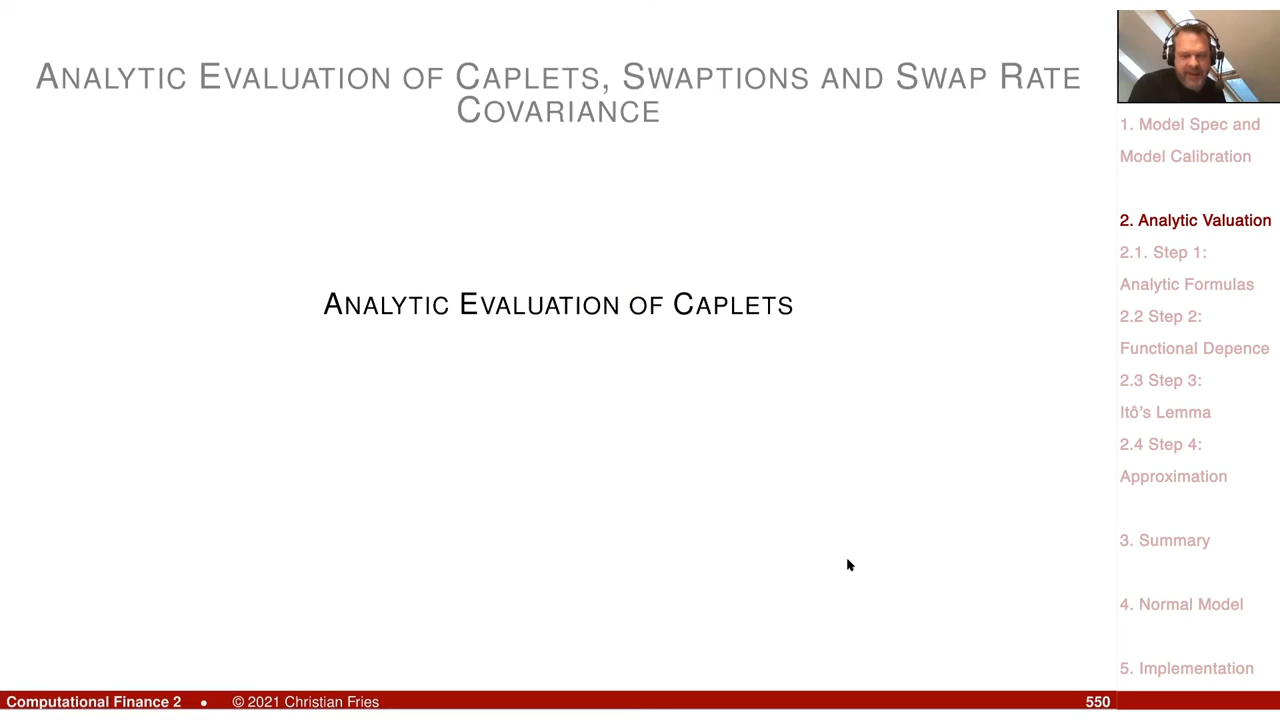 ANALYTIC EVALUATION OF CAPLETS, SWAPTIONS AND SWAP RATE
COVARIANCE
ANALYTIC EVALUATION OF CAPLETS
1. Model Spec and
Model Calibration
2. Analytic Valuation
2.1. Step 1:
Analytic Formulas
2.2 Step 2:
Functional Depence
2.3 Step 3:
Itô's Lemma
2.4 Step 4:
Approximation
3. Summary
4. Normal Model
5. Implementation
Computational Finance 2 • © 2021 Christian Fries 550